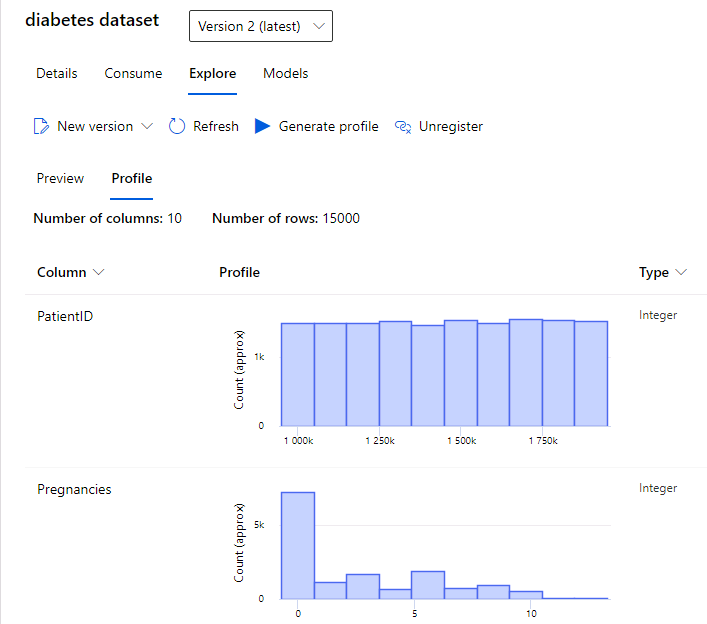 diabetes dataset
Version 2 (latest)
Details Consume Explore Models
New version Refresh Generate profile Unregister
Preview Profile
Number of columns: 10 Number of rows: 15000
Column Profile Type
PatientID Integer
Count (approx)
1k
0
1 000k 1 250k 1 500k 1 750k
Pregnancies Integer
Count (approx)
5k
0
0 5 10